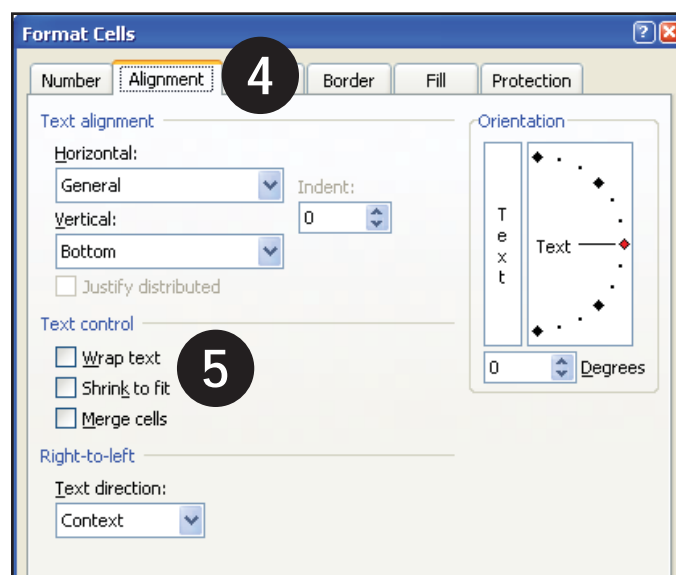 Format Cells
Number Alignment 4 Border Fill Protection
Text alignment
Horizontal:
General
Indent:
0
Vertical:
Bottom
Justify distributed
Text control
Wrap text
5
Shrink to fit
Merge cells
Right-to-left
Text direction:
Context
Orientation
Text
Text
0 Degrees